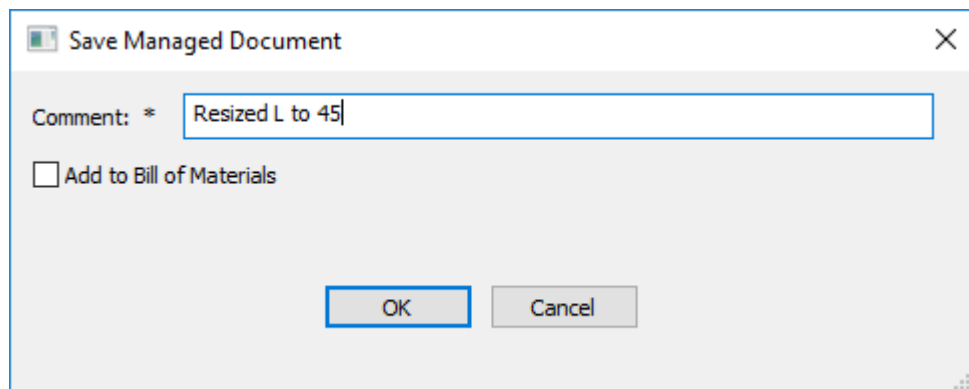 Save Managed Document
Comment: * Resized L to 45
Add to Bill of Materials
OK Cancel